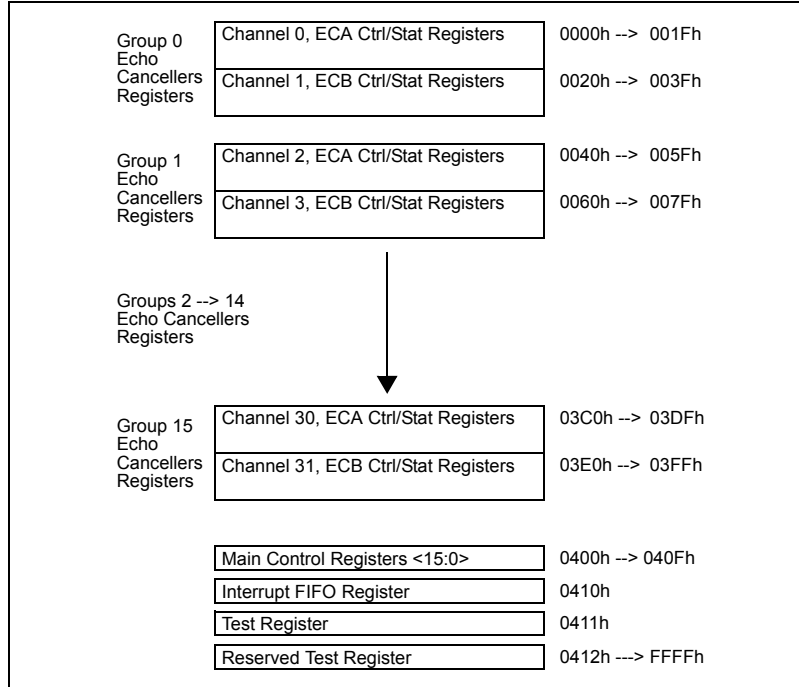 Group 0
Echo
Cancellers
Registers
Channel 0, ECA Ctrl/Stat Registers
0000h --> 001Fh
Channel 1, ECB Ctrl/Stat Registers
0020h --> 003Fh
Group 1
Echo
Cancellers
Registers
Channel 2, ECA Ctrl/Stat Registers
0040h --> 005Fh
Channel 3, ECB Ctrl/Stat Registers
0060h --> 007Fh
Groups 2 --> 14
Echo Cancellers
Registers
Group 15
Echo
Cancellers
Registers
Channel 30, ECA Ctrl/Stat Registers
03C0h --> 03DFh
Channel 31, ECB Ctrl/Stat Registers
03E0h --> 03FFh
Main Control Registers <15:0>
0400h --> 040Fh
Interrupt FIFO Register
0410h
Test Register
0411h
Reserved Test Register
0412h ---> FFFFh